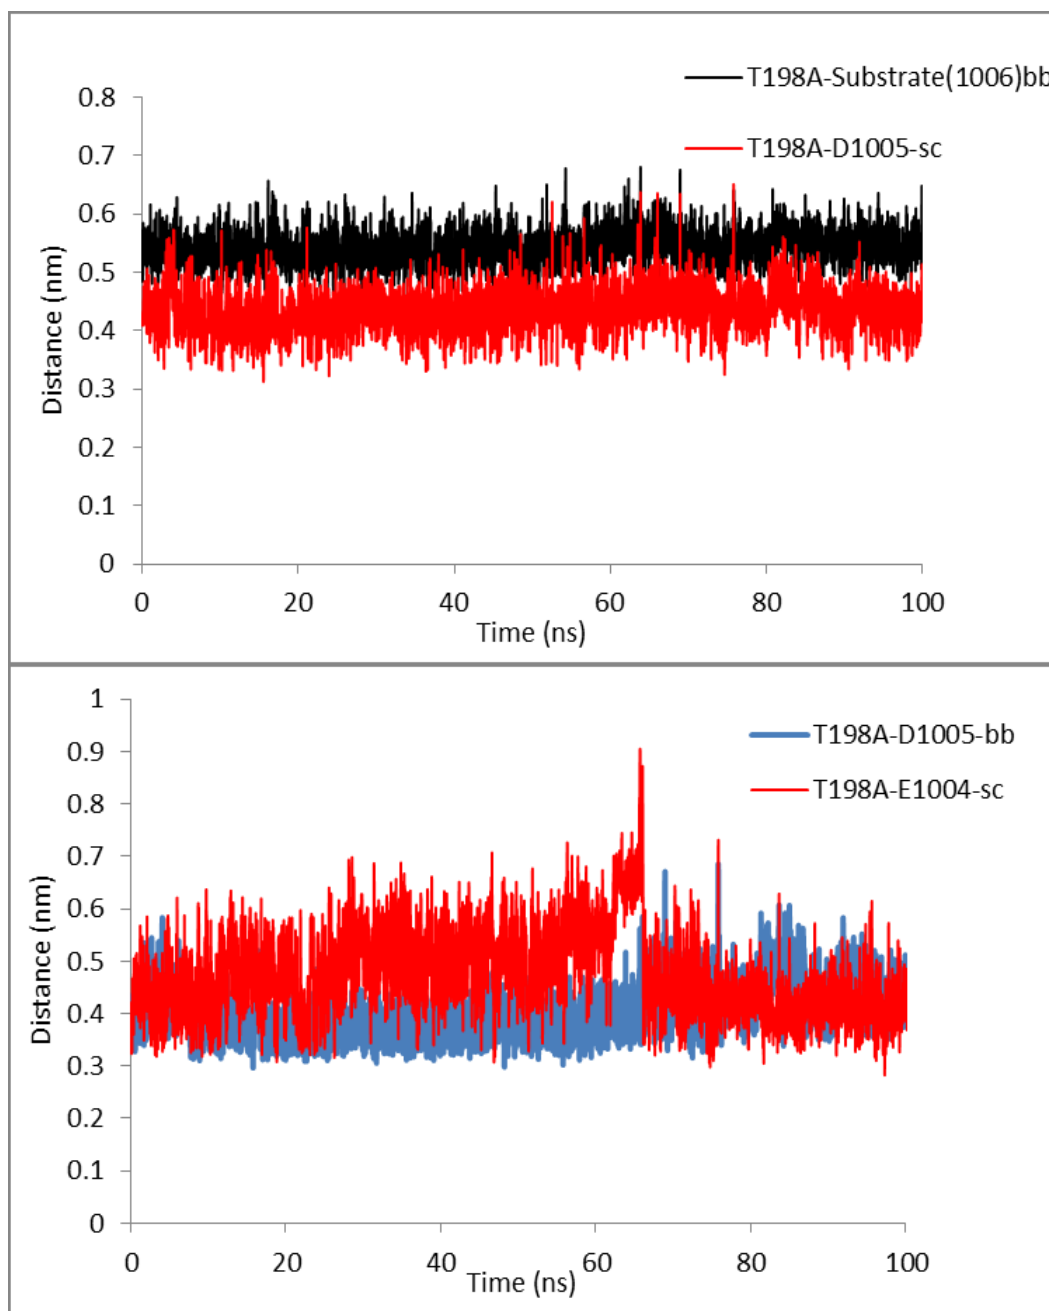 T198A-Substrate(1006)bb
T198A-D1005-sc
Distance (nm)
0.8
0.7
0.6
0.5
0.4
0.3
0.2
0.1
0
0 20 40 60 80 100
Time (ns)
T198A-D1005-bb
T198A-E1004-sc
Distance (nm)
1
0.9
0.8
0.7
0.6
0.5
0.4
0.3
0.2
0.1
0
0 20 40 60 80 100
Time (ns)